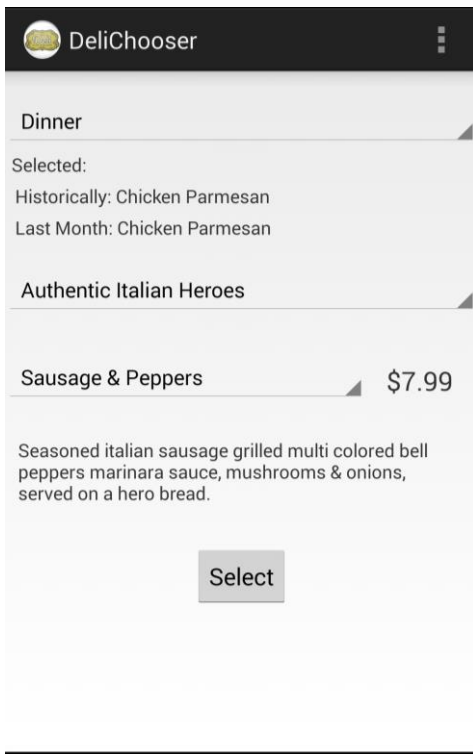 DeliChooser
Dinner
Selected:
Historically: Chicken Parmesan
Last Month: Chicken Parmesan
Authentic Italian Heroes
Sausage & Peppers $7.99
Seasoned italian sausage grilled multi colored bell
peppers marinara sauce, mushrooms & onions,
served on a hero bread.
Select